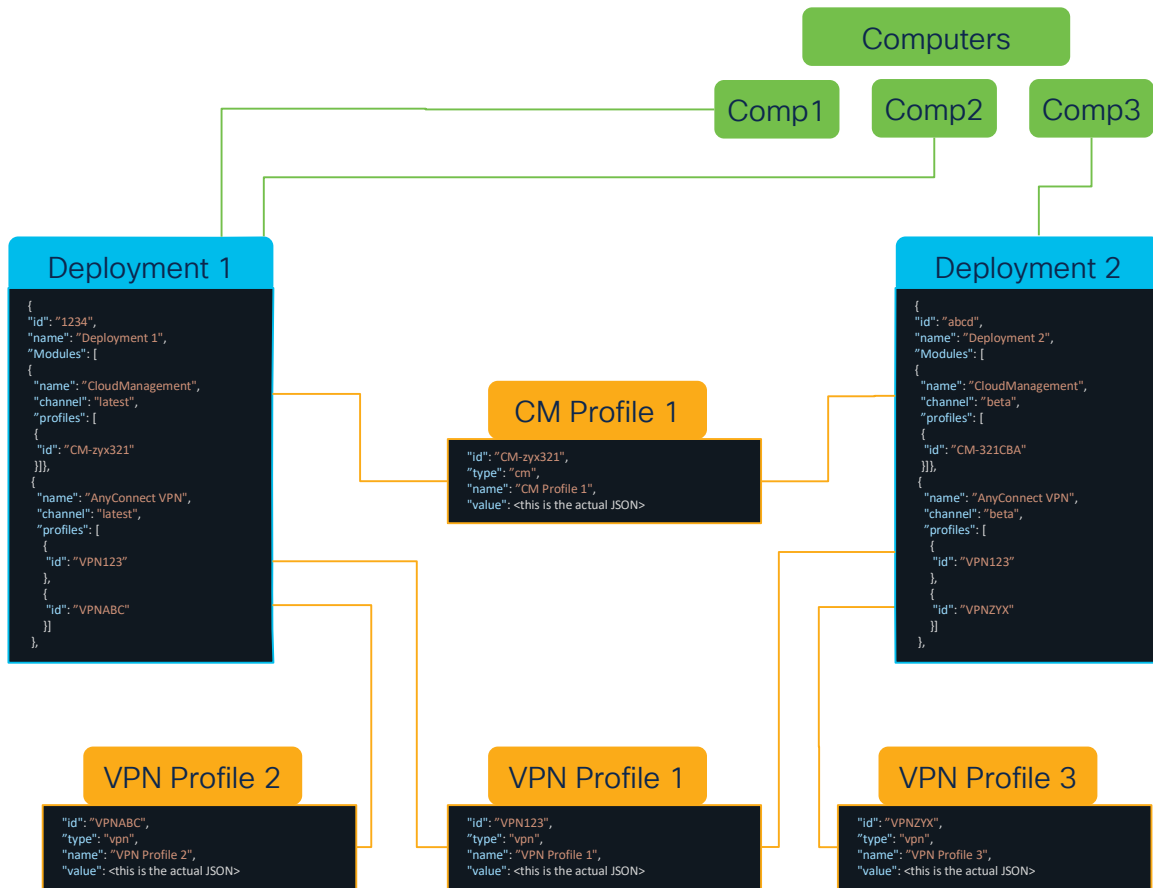 Computers
Comp1
Comp2
Comp3
Deployment 1
{
"id": "1234",
"name": "Deployment 1",
"Modules": [
{
"name": "CloudManagement",
"channel": "latest",
"profiles": [
{
"id": "CM-zyx321"
}]},
{
"name": "AnyConnect VPN",
"channel": "latest",
"profiles": [
{
"id": "VPN123"
},
{
"id": "VPNABC"
}]
},
Deployment 2
{
"id": "abcd",
"name": "Deployment 2",
"Modules": [
{
"name": "CloudManagement",
"channel": "beta",
"profiles": [
{
"id": "CM-321CBA"
}]},
{
"name": "AnyConnect VPN",
"channel": "beta",
"profiles": [
{
"id": "VPN123"
},
{
"id": "VPNZYX"
}]
},
CM Profile 1
"id": "CM-zyx321",
"type": "cm",
"name": "CM Profile 1",
"value": <this is the actual JSON>
VPN Profile 2
"id": "VPNABC",
"type": "vpn",
"name": "VPN Profile 2",
"value": <this is the actual JSON>
VPN Profile 1
"id": "VPN123",
"type": "vpn",
"name": "VPN Profile 1",
"value": <this is the actual JSON>
VPN Profile 3
"id": "VPNZYX",
"type": "vpn",
"name": "VPN Profile 3",
"value": <this is the actual JSON>